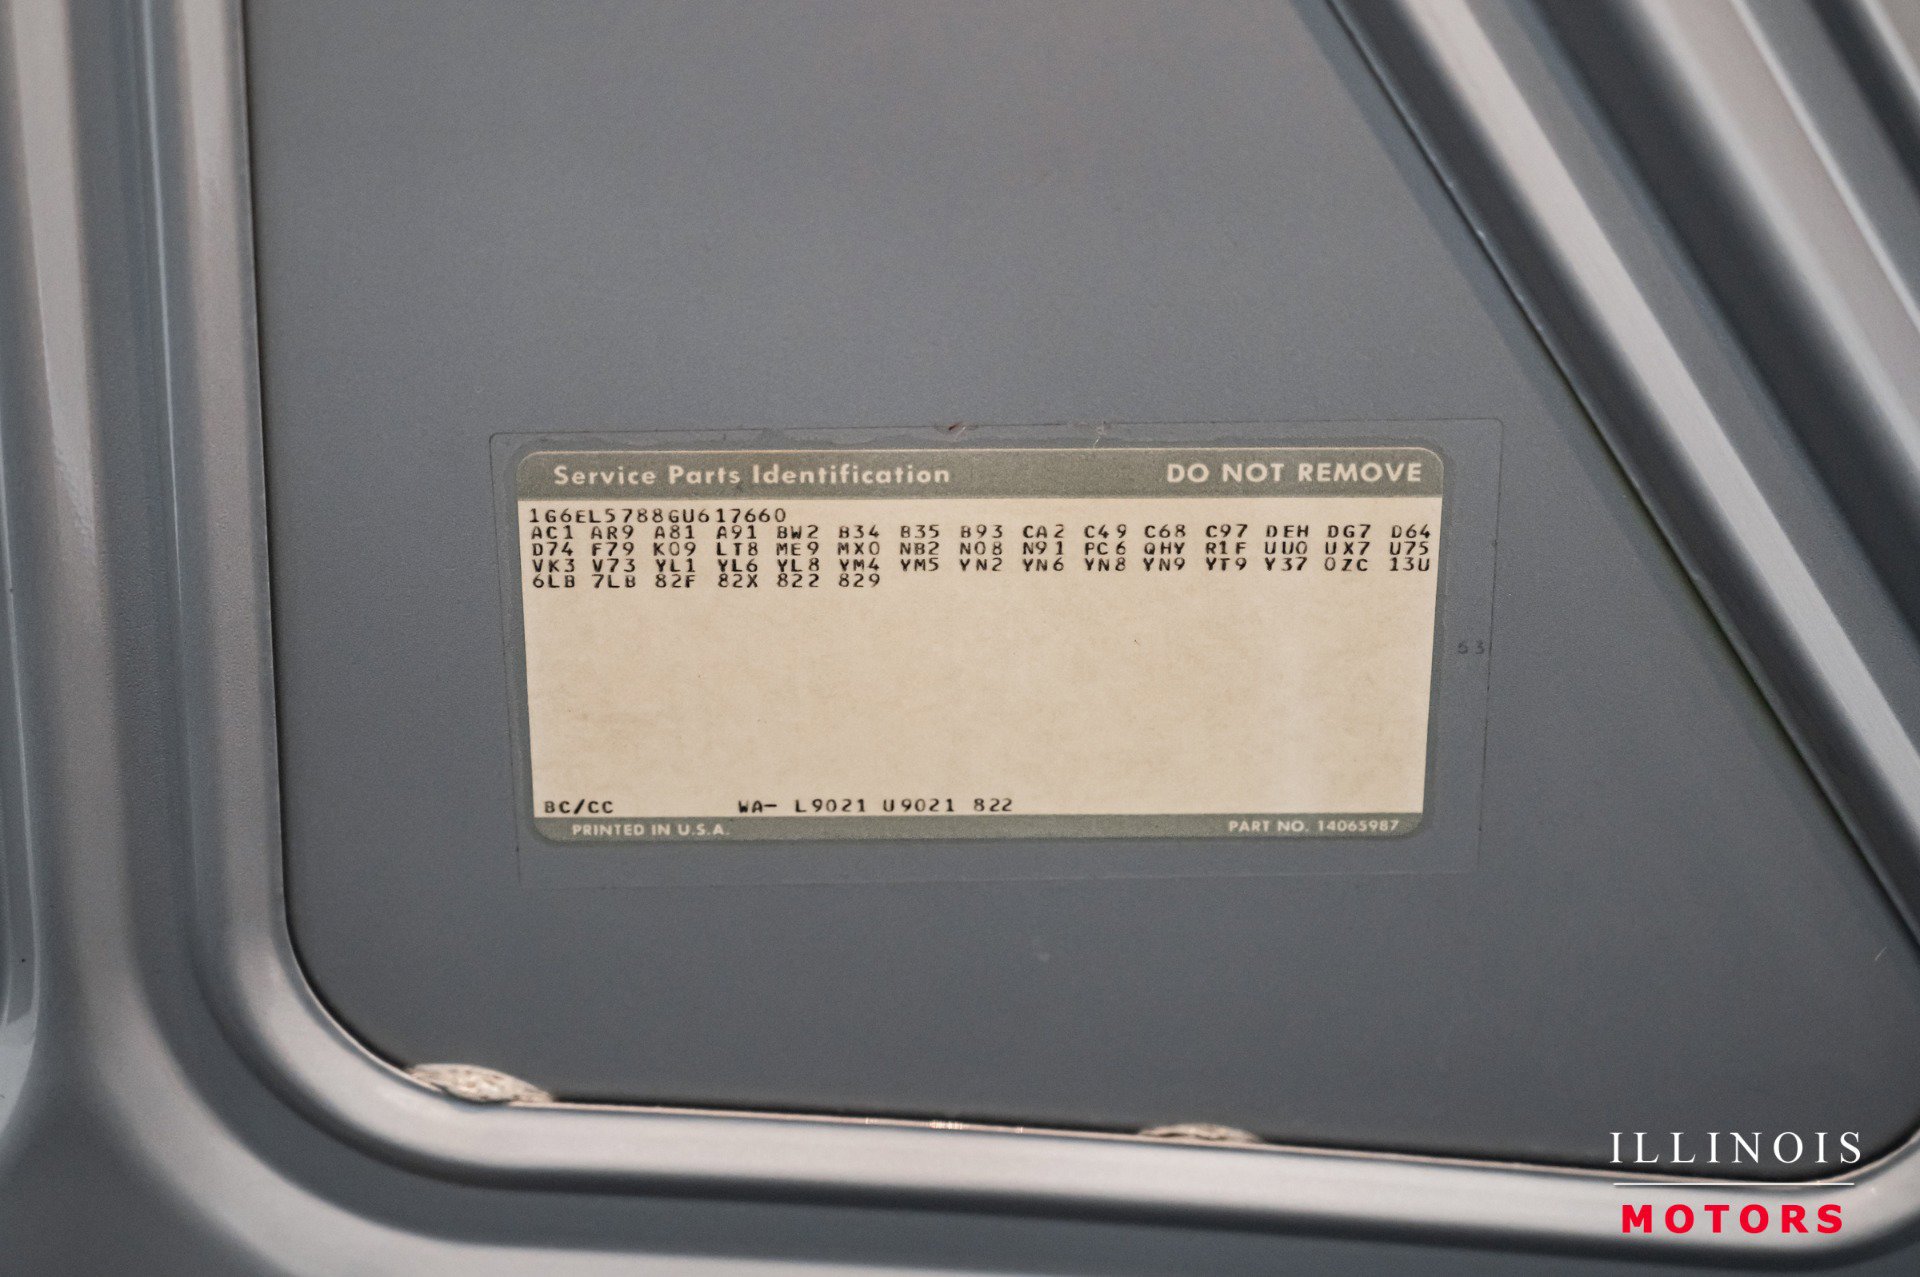 Service Parts Identification DO NOT REMOVE
1G6EL5788GU617660
AC1 AR9 A81 A91 BW2 B34 B35 B93 CA2 C49 C68 C97 DEH DG7 D64
D74 F79 K09 LT8 ME9 MX0 NB2 N08 N91 PC6 QHY R1F UU0 UX7 U75
VK3 V73 YL1 YL6 YL8 YM4 YM5 YN2 YN6 YN8 YN9 YT9 Y37 0ZC 13U
6LB 7LB 82F 82X 822 829
53
BC/CC WA- L9021 U9021 822
PRINTED IN U.S.A. PART NO. 14065987
ILLINOIS
MOTORS